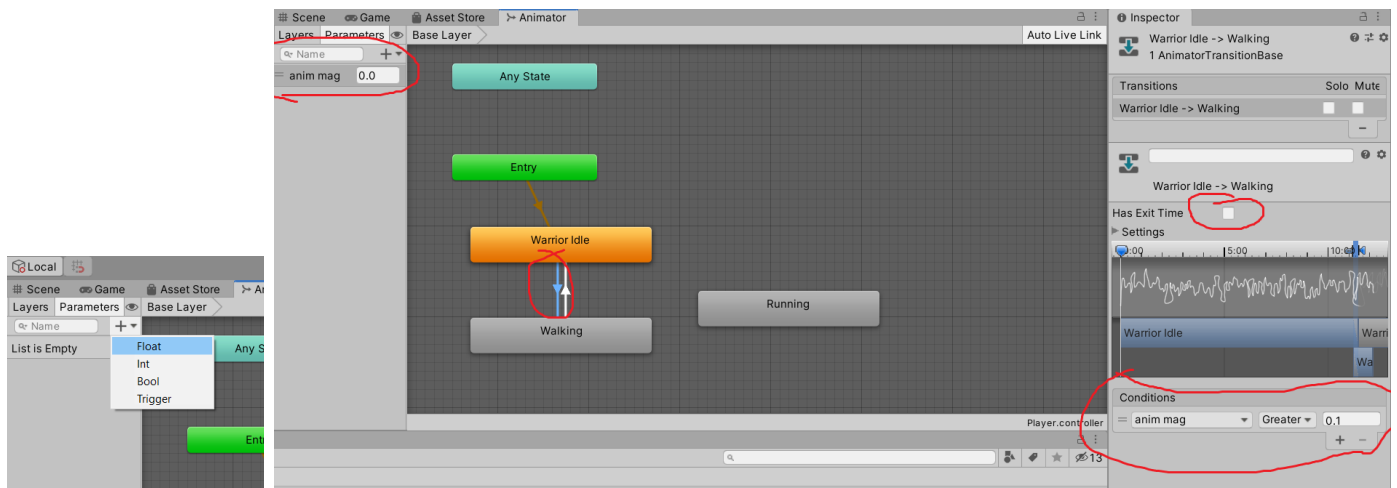 Local
Scene Game Asset Store An
Layers Parameters Base Layer
Name
List is Empty
Float
Int
Bool
Trigger
Any S
Ent
Scene Game Asset Store Animator
Layers Parameters Base Layer Auto Live Link
Name
anim mag 0.0
Any State
Entry
Warrior Idle
Walking
Running
Player.controller
13
Inspector
Warrior Idle -> Walking
1 AnimatorTransitionBase
Transitions Solo Mute
Warrior Idle -> Walking
Warrior Idle -> Walking
Has Exit Time
Settings
0:00 5:00 10:00
Warrior Idle Warri
Wa
Conditions
anim mag Greater 0.1